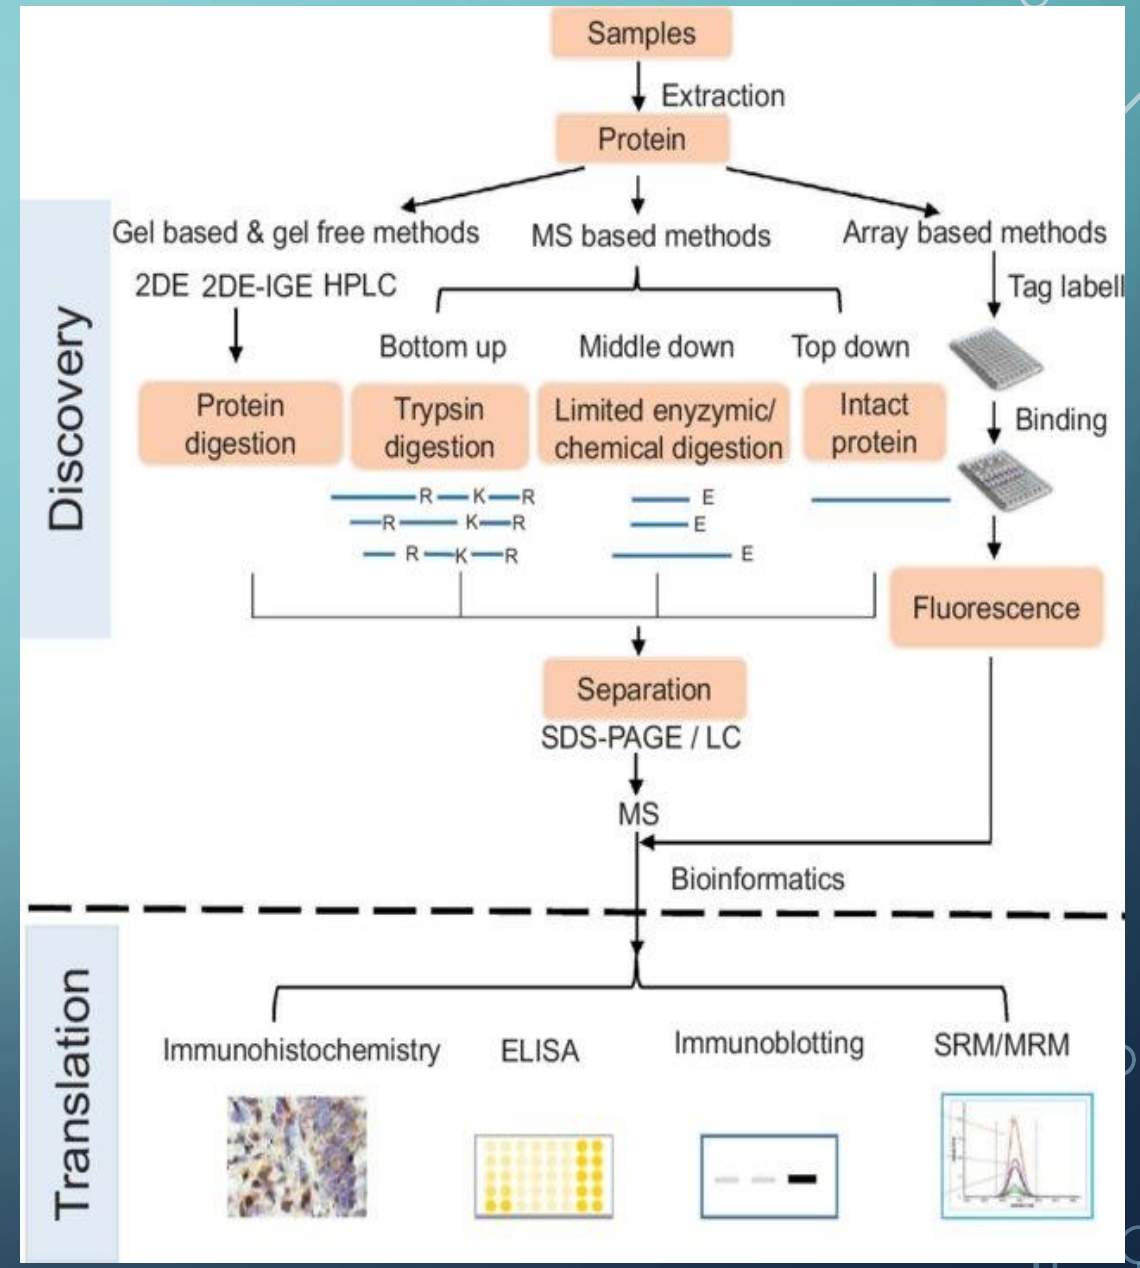 Samples
Extraction
Protein
Gel based & gel free methods
MS based methods
Array based methods
2DE 2DE-IGE HPLC
Tag labell
Discovery
Bottom up
Middle down
Top down
Protein
digestion
Trypsin
digestion
Limited enyzymic/
chemical digestion
Intact
protein
Binding
R K R
R K R
R K R
E
E
E
Fluorescence
Separation
SDS-PAGE / LC
MS
Bioinformatics
Translation
Immunohistochemistry
ELISA
Immunoblotting
SRM/MRM